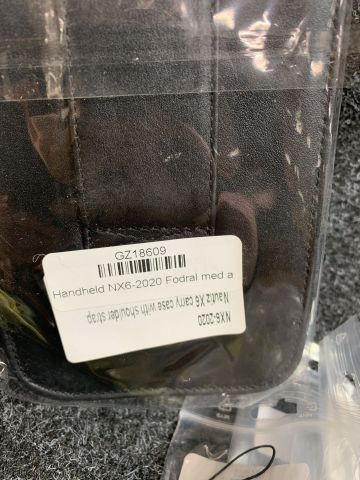 GZ18609
Handheld NX6-2020 Fodral med a
NX6-2020
Nautiz X6 carry case with shoulder strap